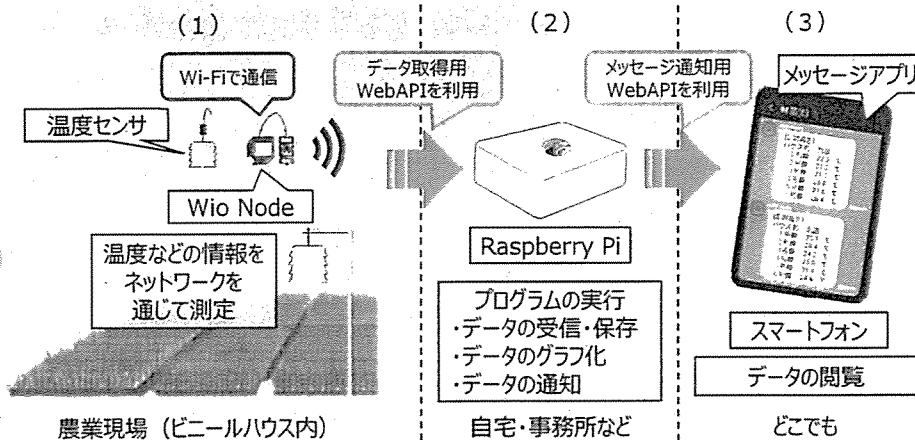 (1)
(2)
(3)
Wi-Fiで通信
データ取得用
WebAPIを利用
メッセージ通知用
WebAPIを利用
メッセージアプリ
温度センサ
Wio Node
温度などの情報を
ネットワークを
通じて測定
Raspberry Pi
プログラムの実行
・データの受信・保存
・データのグラフ化
・データの通知
スマートフォン
データの閲覧
農業現場（ビニールハウス内）
自宅・事務所など
どこでも